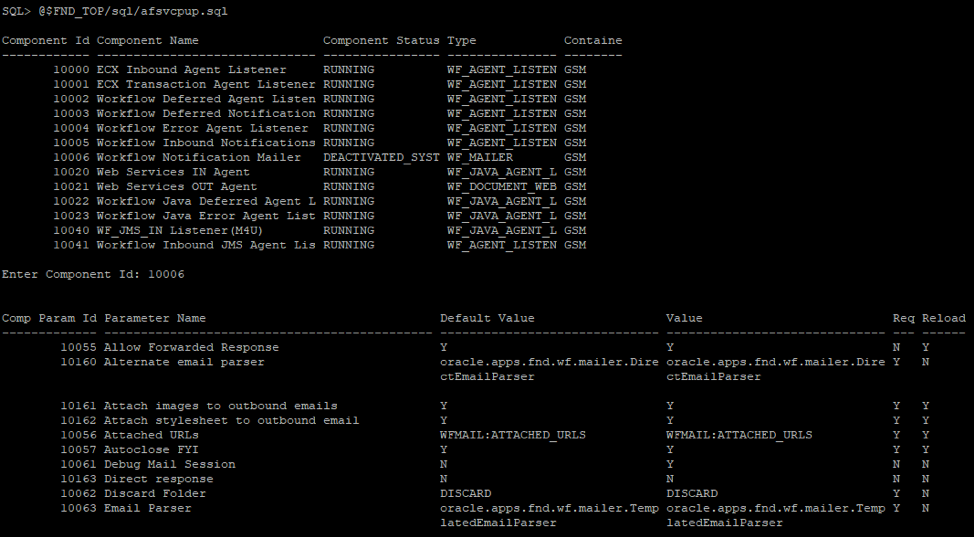 SQL> @$FND_TOP/sql/afsvcpup.sql
Component Id Component Name Component Status Type Containe
------------ ------------------------------ ---------------- --------------- --------
10000 ECX Inbound Agent Listener RUNNING WF_AGENT_LISTEN GSM
10001 ECX Transaction Agent Listener RUNNING WF_AGENT_LISTEN GSM
10002 Workflow Deferred Agent Listen RUNNING WF_AGENT_LISTEN GSM
10003 Workflow Deferred Notification RUNNING WF_AGENT_LISTEN GSM
10004 Workflow Error Agent Listener RUNNING WF_AGENT_LISTEN GSM
10005 Workflow Inbound Notifications RUNNING WF_AGENT_LISTEN GSM
10006 Workflow Notification Mailer DEACTIVATED_SYST WF_MAILER GSM
10020 Web Services IN Agent RUNNING WF_JAVA_AGENT_L GSM
10021 Web Services OUT Agent RUNNING WF_DOCUMENT_WEB GSM
10022 Workflow Java Deferred Agent L RUNNING WF_JAVA_AGENT_L GSM
10023 Workflow Java Error Agent List RUNNING WF_JAVA_AGENT_L GSM
10040 WF_JMS_IN Listener(M4U) RUNNING WF_JAVA_AGENT_L GSM
10041 Workflow Inbound JMS Agent Lis RUNNING WF_AGENT_LISTEN GSM
Enter Component Id: 10006
Comp Param Id Parameter Name Default Value Value Req Reload
------------- --------------------------------------------- ------------------------------ ------------------------------ --- ------
10055 Allow Forwarded Response Y Y N Y
10160 Alternate email parser oracle.apps.fnd.wf.mailer.Dire oracle.apps.fnd.wf.mailer.Dire Y N
ctEmailParser ctEmailParser
10161 Attach images to outbound emails Y Y Y Y
10162 Attach stylesheet to outbound email Y Y Y Y
10056 Attached URLs WFMAIL:ATTACHED_URLS WFMAIL:ATTACHED_URLS Y Y
10057 Autoclose FYI Y Y Y Y
10061 Debug Mail Session N Y N N
10163 Direct response N N N N
10062 Discard Folder DISCARD DISCARD Y N
10063 Email Parser oracle.apps.fnd.wf.mailer.Temp oracle.apps.fnd.wf.mailer.Temp Y N
latedEmailParser latedEmailParser